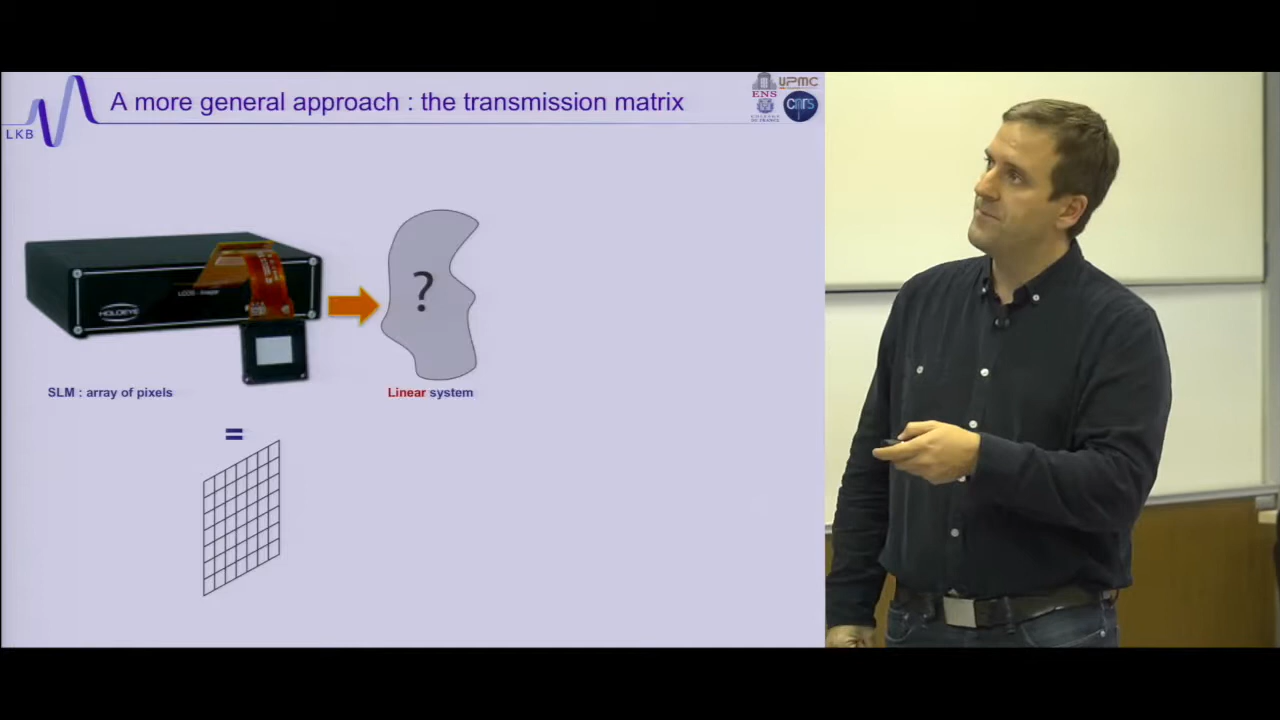 A more general approach : the transmission matrix
LKB
ENS
UPMC
cnrs
HOLOEYE
?
SLM : array of pixels
Linear system
=